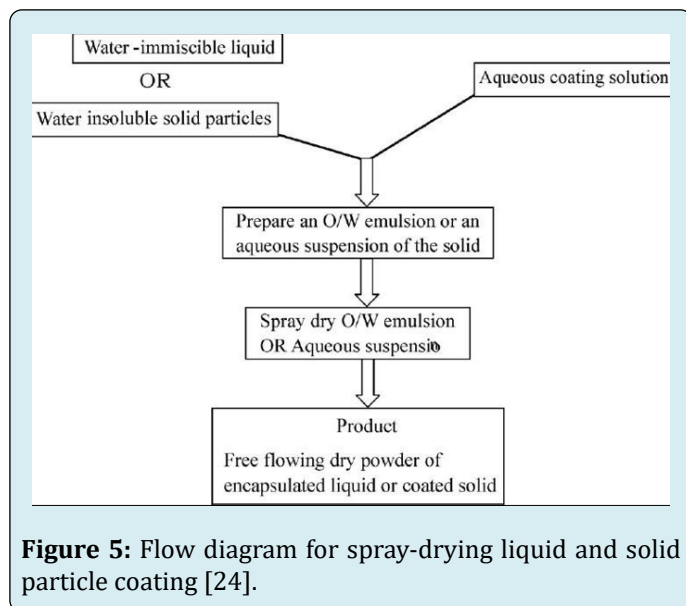 Water -immiscible liquid
OR
Water insoluble solid particles
Aqueous coating solution
Prepare an O/W emulsion or an
aqueous suspension of the solid
Spray dry O/W emulsion
OR Aqueous suspensio
Product
Free flowing dry powder of
encapsulated liquid or coated solid
Figure 5: Flow diagram for spray-drying liquid and solid
particle coating [24].